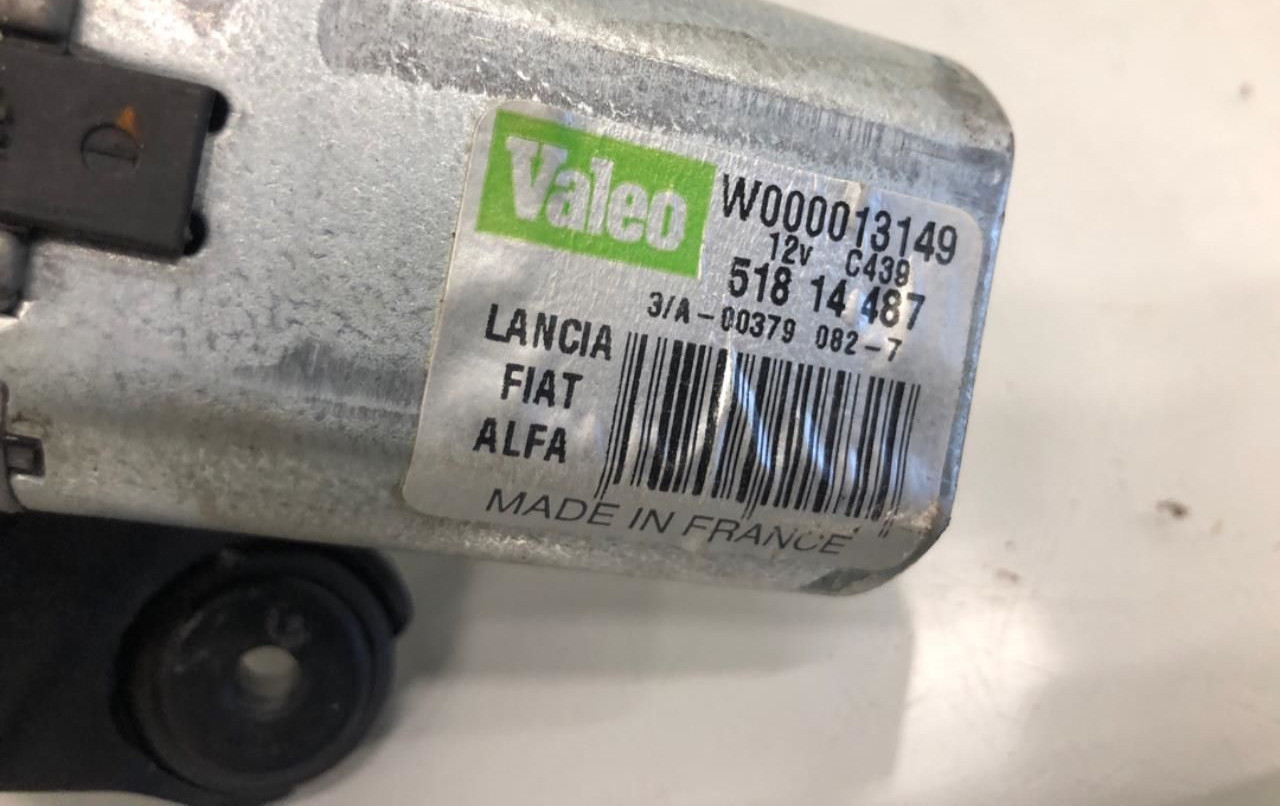 Valeo
W000013149
12v C439
518 14 487
3/A-00379 082-7
LANCIA
FIAT
ALFA
MADE IN FRANCE